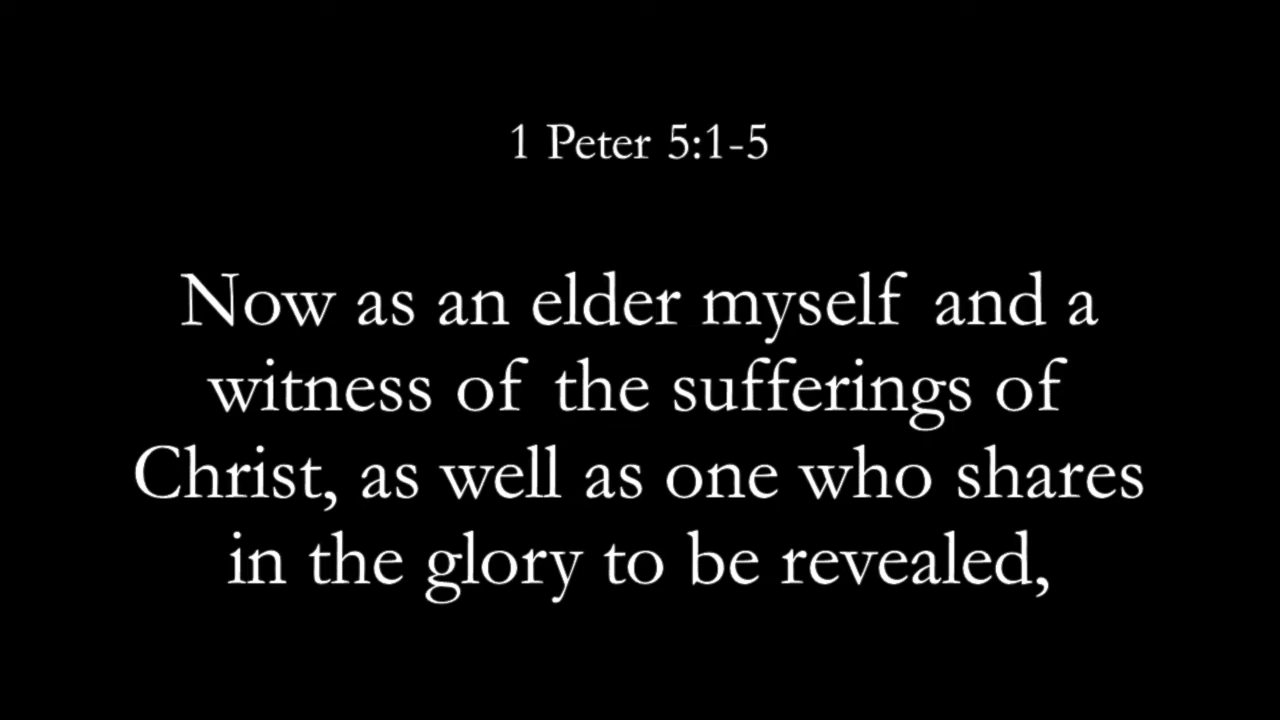 1 Peter 5:1-5
Now as an elder myself and a
witness of the sufferings of
Christ, as well as one who shares
in the glory to be revealed,